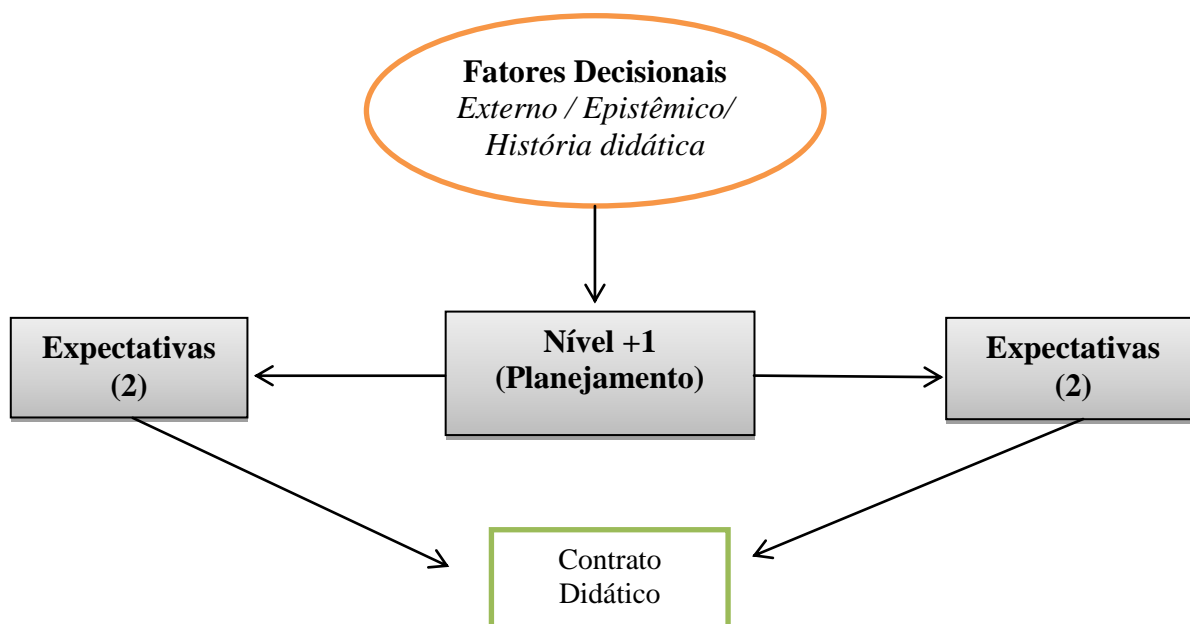 Fatores Decisionais
Externo / Epistêmico/
História didática
Expectativas
(2)
Nível +1
(Planejamento)
Expectativas
(2)
Contrato
Didático